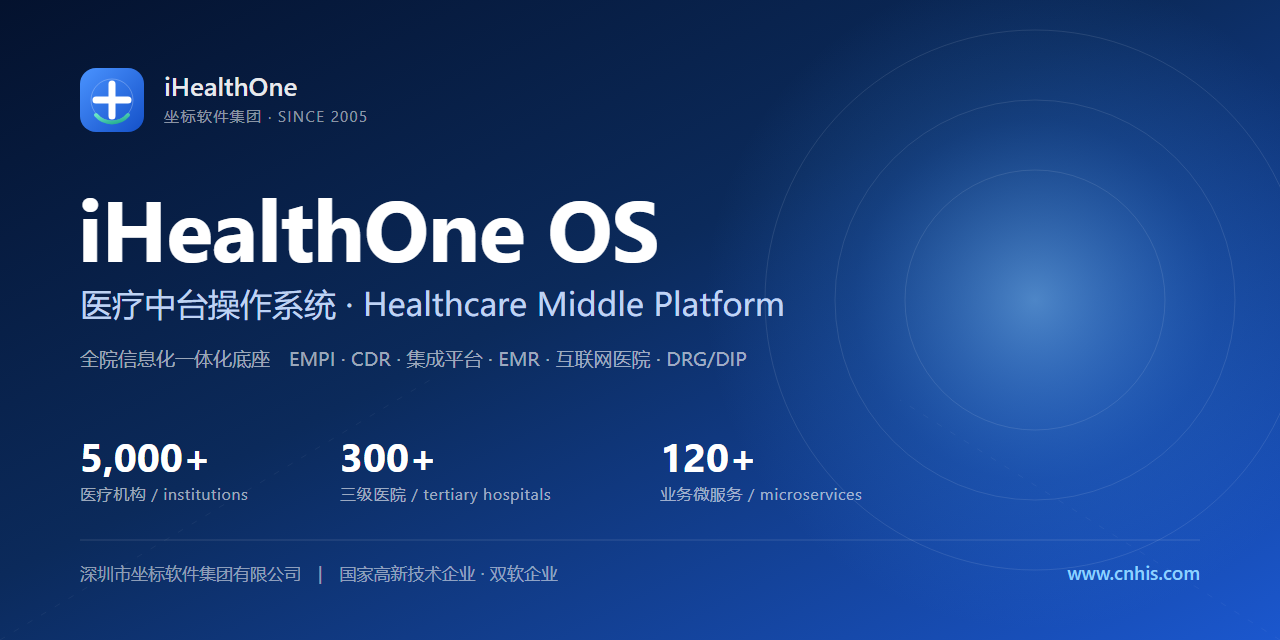 iHealthOne
坐标软件集团 · SINCE 2005
iHealthOne OS
医疗中台操作系统 · Healthcare Middle Platform
全院信息化一体化底座 EMPI · CDR · 集成平台 · EMR · 互联网医院 · DRG/DIP
5,000+ 300+ 120+
医疗机构 / institutions 三级医院 / tertiary hospitals 业务微服务 / microservices
深圳市坐标软件集团有限公司 | 国家高新技术企业 · 双软企业 www.cnhis.com